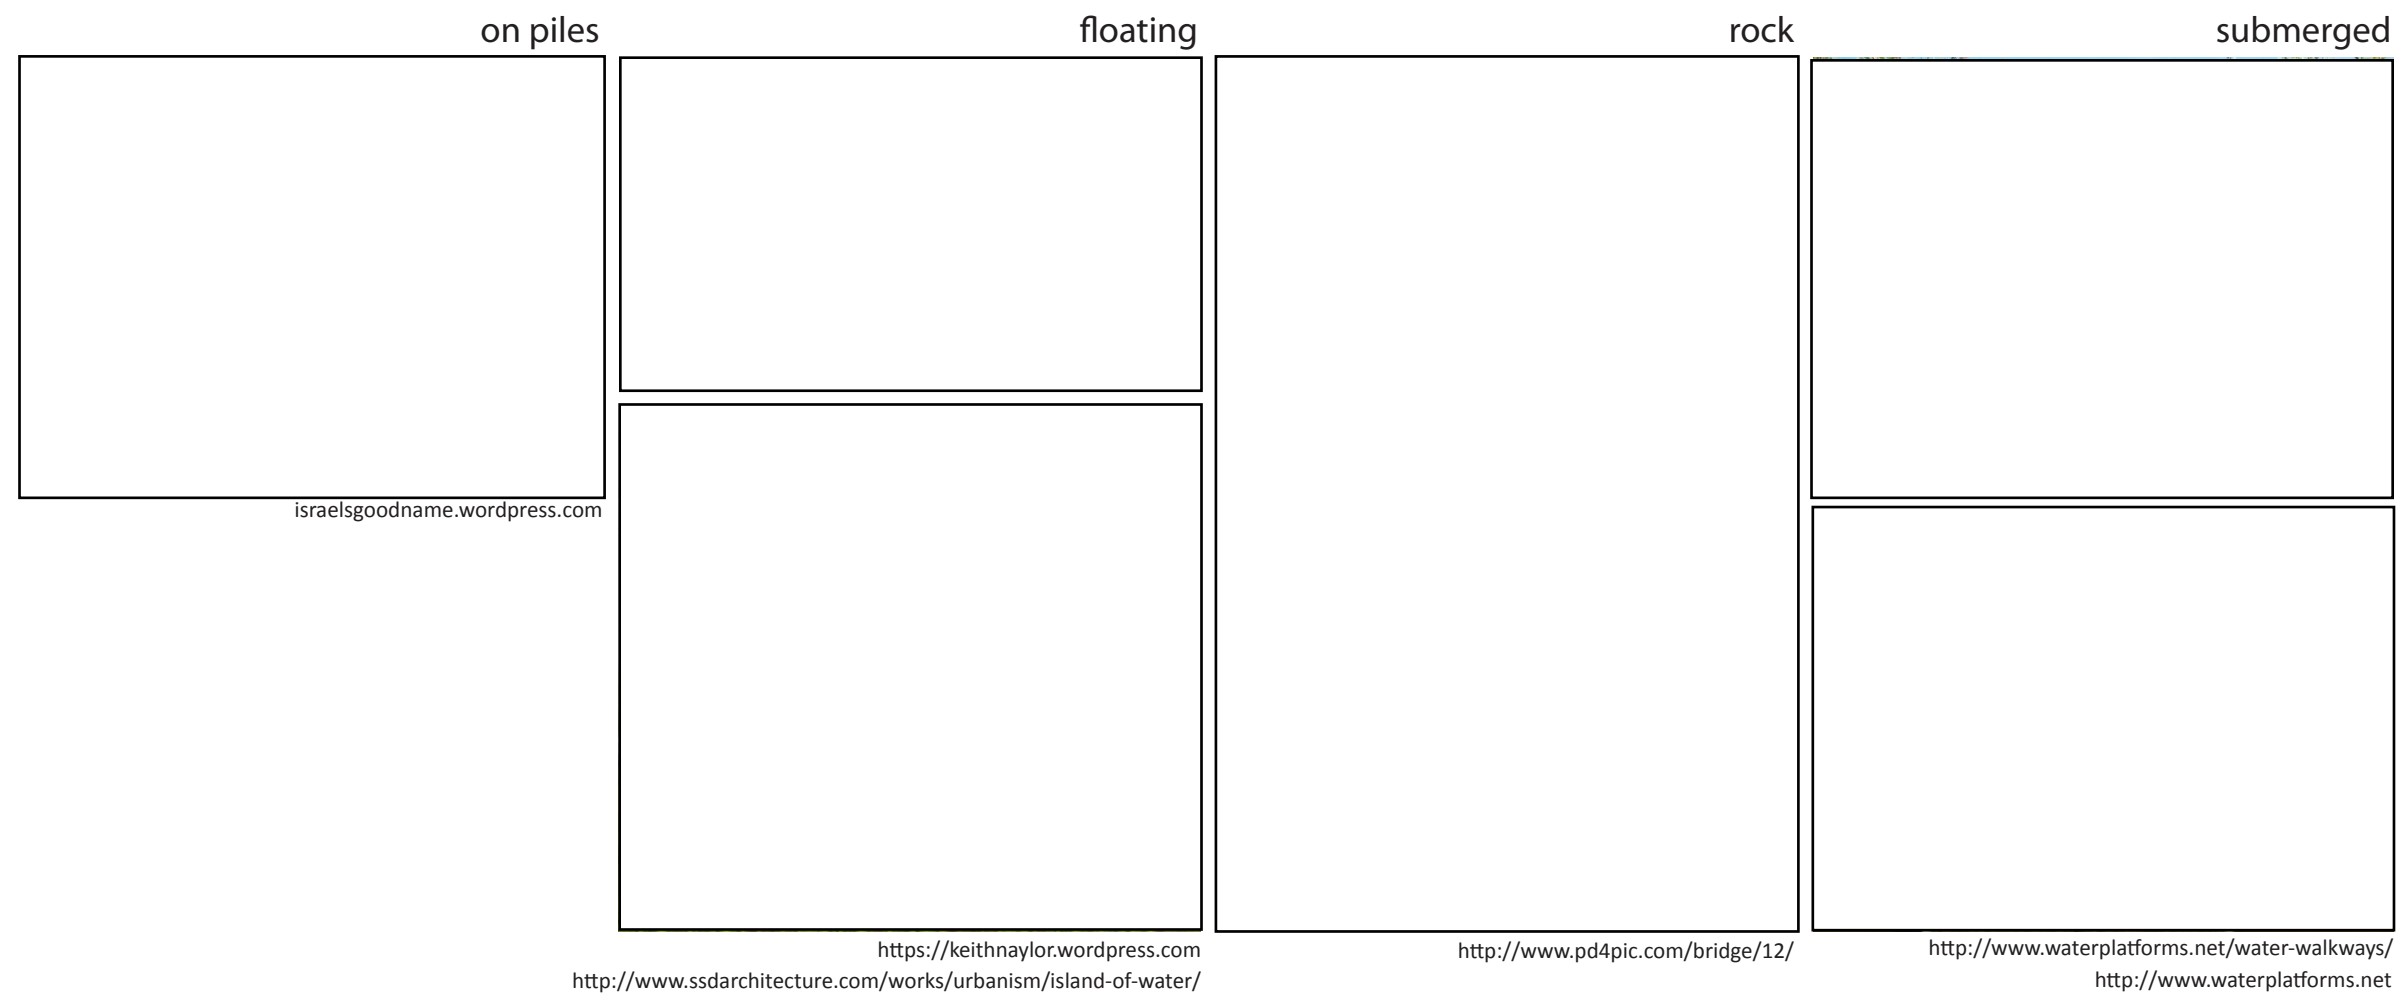 on piles
floating
rock
submerged
israelsgoodname.wordpress.com
https://keithnaylor.wordpress.com
http://www.ssdarchitecture.com/works/urbanism/island-of-water/
http://www.pd4pic.com/bridge/12/
http://www.waterplatforms.net/water-walkways/
http://www.waterplatforms.net